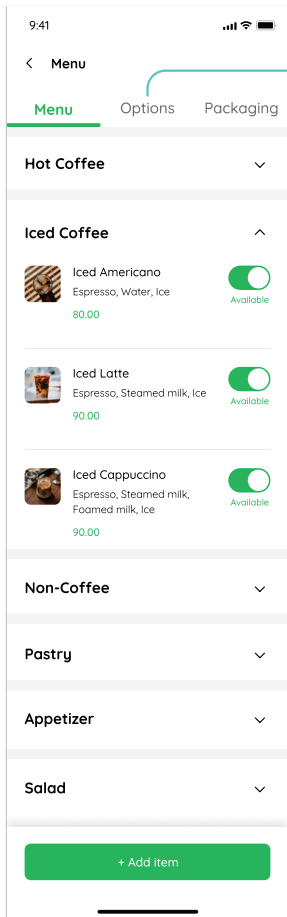 9:41
Menu
Menu Options Packaging
Hot Coffee
Iced Coffee
Iced Americano
Espresso, Water, Ice
80.00
Available
Iced Latte
Espresso, Steamed milk, Ice
90.00
Available
Iced Cappuccino
Espresso, Steamed milk,
Foamed milk, Ice
90.00
Available
Non-Coffee
Pastry
Appetizer
Salad
+ Add item